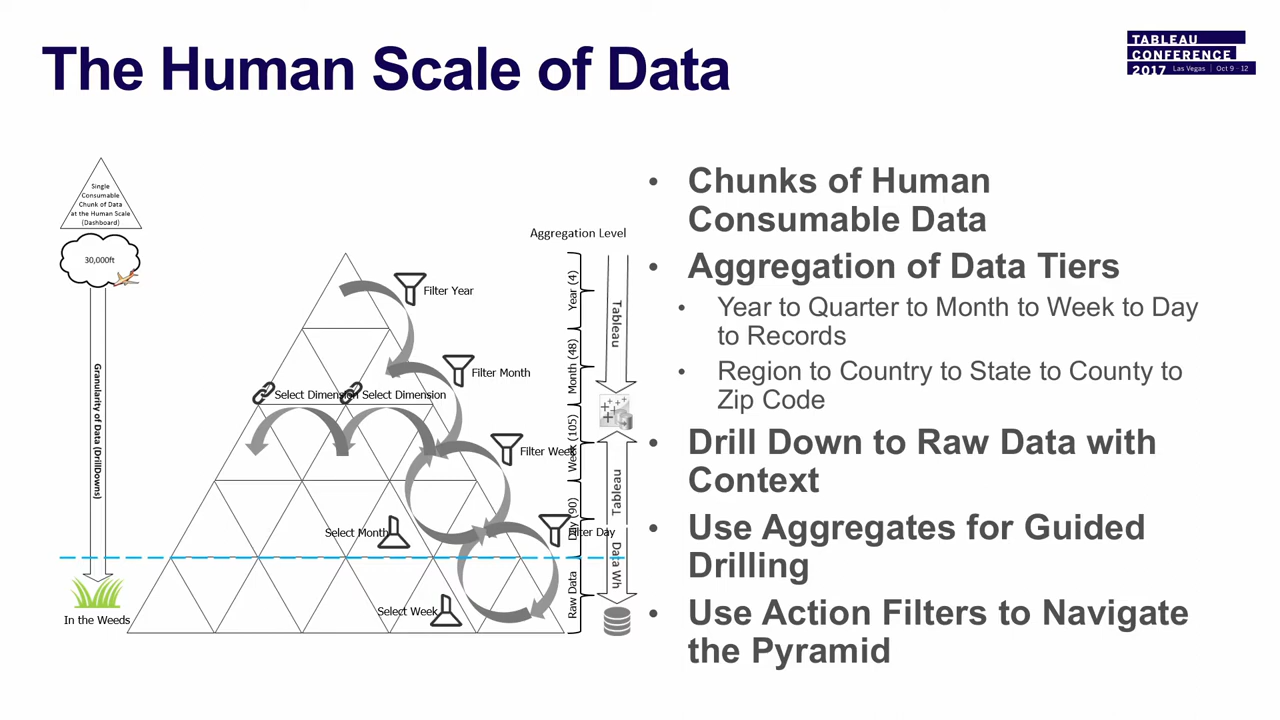 The Human Scale of Data
TABLEAU
CONFERENCE
2017 Las Vegas | Oct 9 - 12
Single
Consumable
Chunk of Data
at the Human Scale
(Dashboard)
30,000ft
Granularity of Data (DrillDowns)
In the Weeds
Aggregation Level
Filter Year
Filter Month
Select Dimension
Select Dimension
Filter Week
Select Month
Filter Day
Select Week
Year (4)
Month (48)
Week (105)
Day (90)
Raw Data
Tableau
Tableau
Data Wh
• Chunks of Human
Consumable Data
• Aggregation of Data Tiers
• Year to Quarter to Month to Week to Day
to Records
• Region to Country to State to County to
Zip Code
• Drill Down to Raw Data with
Context
• Use Aggregates for Guided
Drilling
• Use Action Filters to Navigate
the Pyramid